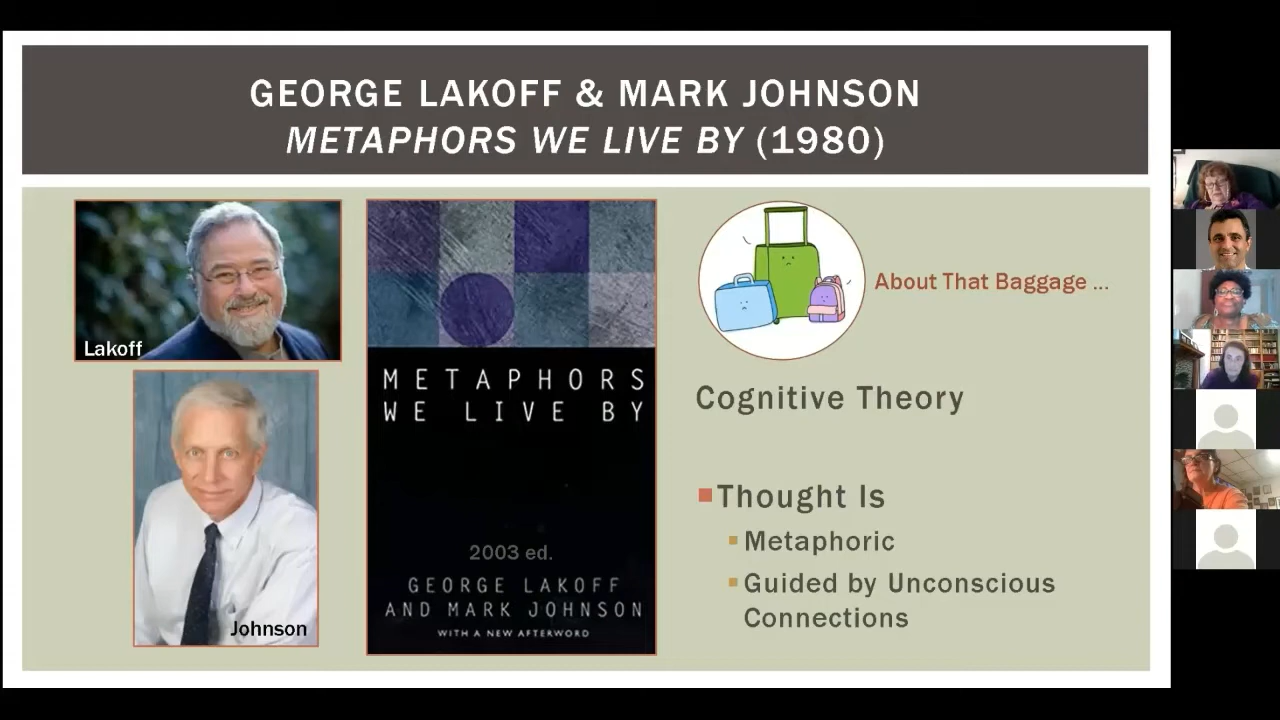 GEORGE LAKOFF & MARK JOHNSON
METAPHORS WE LIVE BY (1980)
Lakoff
Johnson
METAPHORS
WE LIVE BY
2003 ed.
GEORGE LAKOFF
AND MARK JOHNSON
WITH A NEW AFTERWORD
About That Baggage ...
Cognitive Theory
Thought Is
Metaphoric
Guided by Unconscious
Connections